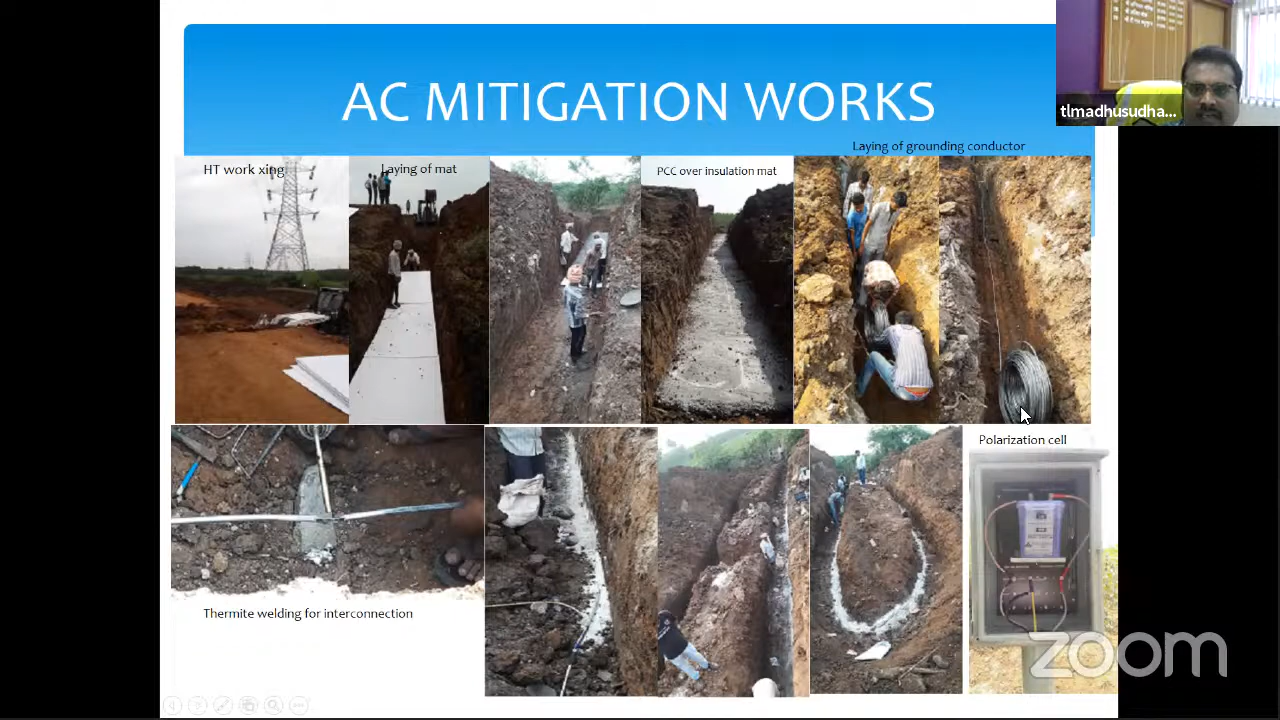 AC MITIGATION WORKS
tlmadhusudha...
Laying of grounding conductor
HT work xing
Laying of mat
PCC over insulation mat
Polarization cell
Thermite welding for interconnection
zoom